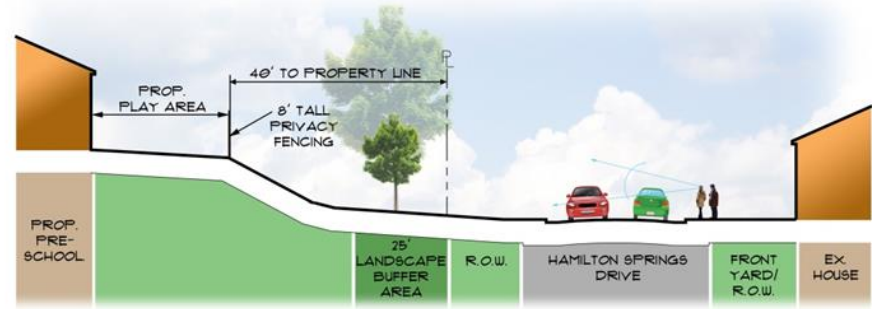 PROP.
PLAY AREA
40' TO PROPERTY LINE
PL
8' TALL
PRIVACY
FENCING
PROP.
PRE-
SCHOOL
25'
LANDSCAPE
BUFFER
AREA
R.O.W.
HAMILTON SPRINGS
DRIVE
FRONT
YARD/
R.O.W.
EX.
HOUSE